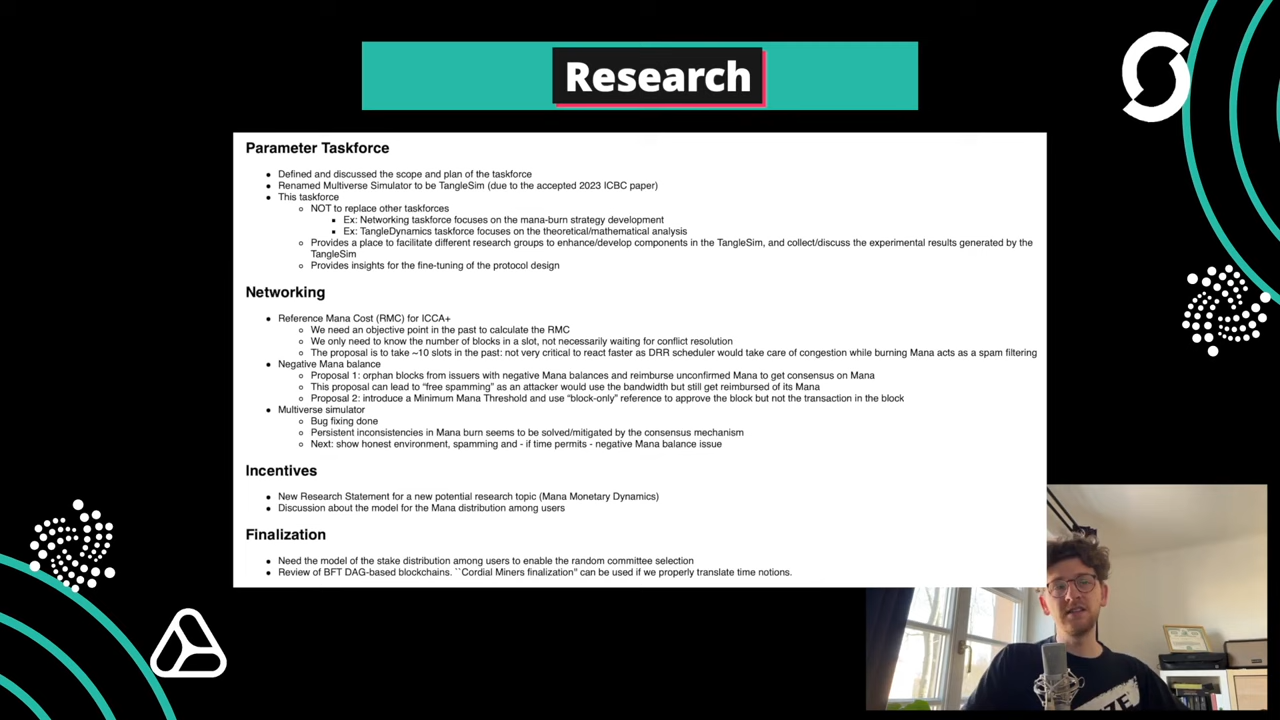 Research
Parameter Taskforce
Defined and discussed the scope and plan of the taskforce
Renamed Multiverse Simulator to be TangleSim (due to the accepted 2023 ICBC paper)
This taskforce
NOT to replace other taskforces
Ex: Networking taskforce focuses on the mana-burn strategy development
Ex: TangleDynamics taskforce focuses on the theoretical/mathematical analysis
Provides a place to facilitate different research groups to enhance/develop components in the TangleSim, and collect/discuss the experimental results generated by the
TangleSim
Provides insights for the fine-tuning of the protocol design
Networking
Reference Mana Cost (RMC) for ICCA+
We need an objective point in the past to calculate the RMC
We only need to know the number of blocks in a slot, not necessarily waiting for conflict resolution
The proposal is to take ~10 slots in the past: not very critical to react faster as DRR scheduler would take care of congestion while burning Mana acts as a spam filtering
Negative Mana balance
Proposal 1: orphan blocks from issuers with negative Mana balances and reimburse unconfirmed Mana to get consensus on Mana
This proposal can lead to “free spamming” as an attacker would use the bandwidth but still get reimbursed of its Mana
Proposal 2: introduce a Minimum Mana Threshold and use “block-only” reference to approve the block but not the transaction in the block
Multiverse simulator
Bug fixing done
Persistent inconsistencies in Mana burn seems to be solved/mitigated by the consensus mechanism
Next: show honest environment, spamming and - if time permits - negative Mana balance issue
Incentives
New Research Statement for a new potential research topic (Mana Monetary Dynamics)
Discussion about the model for the Mana distribution among users
Finalization
Need the model of the stake distribution among users to enable the random committee selection
Review of BFT DAG-based blockchains. ``Cordial Miners finalization'' can be used if we properly translate time notions.